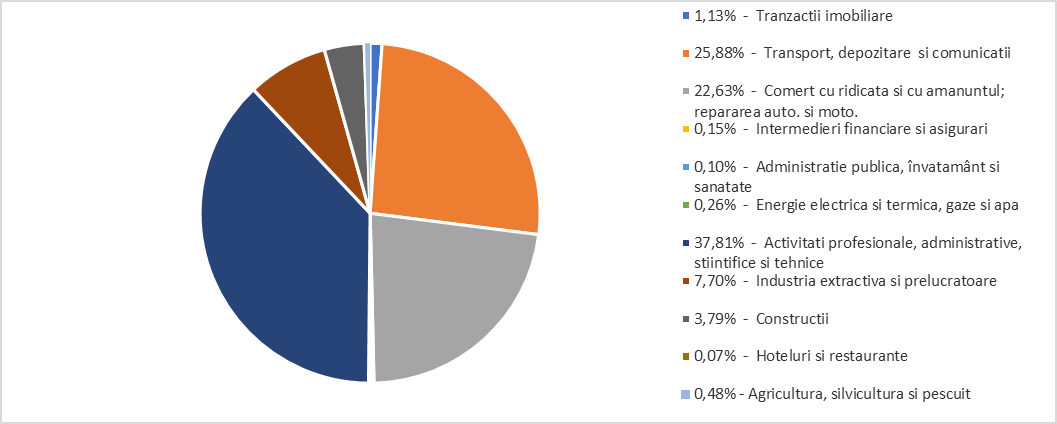 1,13% - Tranzactii imobiliare
25,88% - Transport, depozitare si comunicatii
22,63% - Comert cu ridicata si cu amanuntul;
repararea auto. si moto.
0,15% - Intermedieri financiare si asigurari
0,10% - Administratie publica, învatamânt si
sanatate
0,26% - Energie electrica si termica, gaze si apa
37,81% - Activitati profesionale, administrative,
stiintifice si tehnice
7,70% - Industria extractiva si prelucratoare
3,79% - Constructii
0,07% - Hoteluri si restaurante
0,48% - Agricultura, silvicultura si pescuit